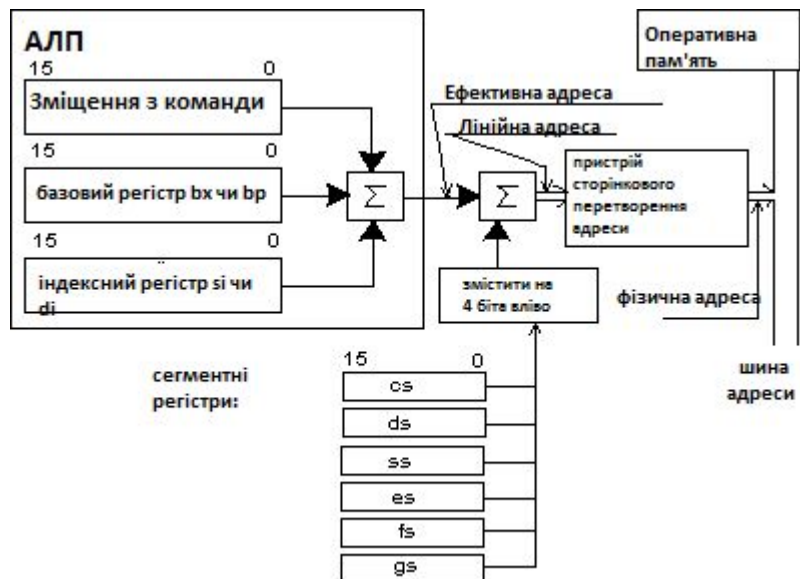 АЛП
15 0
Зміщення з команди
15 0
базовий регістр bx чи bp
15 0
індексний регістр si чи
di
Σ
Ефективна адреса
Лінійна адреса
Σ
пристрій
сторінкового
перетворення
адреси
Оперативна
пам'ять
змістити на
4 біта вліво
фізична адреса
шина
адреси
сегментні
регістри:
15 0
cs
ds
ss
es
fs
gs